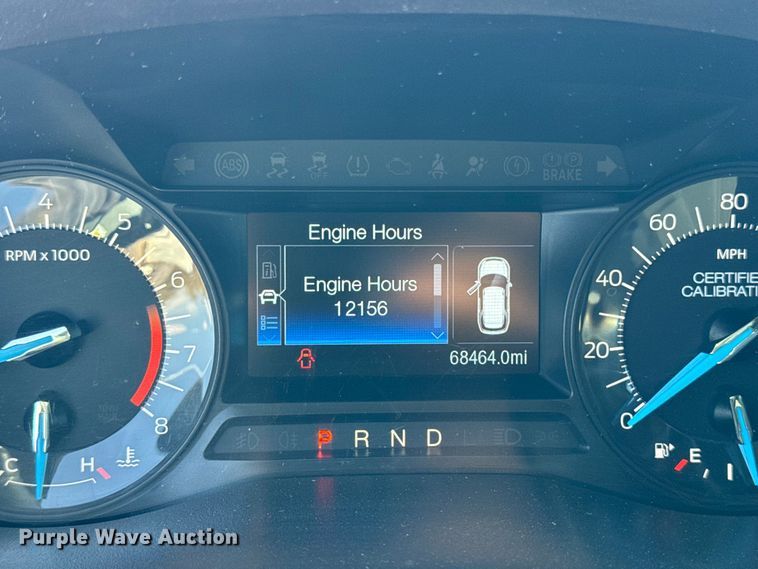 ABS
OFF
BRAKE
4
5
6
7
8
RPM x 1000
C
H
Engine Hours
Engine Hours
12156
68464.0mi
P R N D
80
60
40
20
0
MPH
CERTIFIE
CALIBRATI
E
Purple Wave Auction